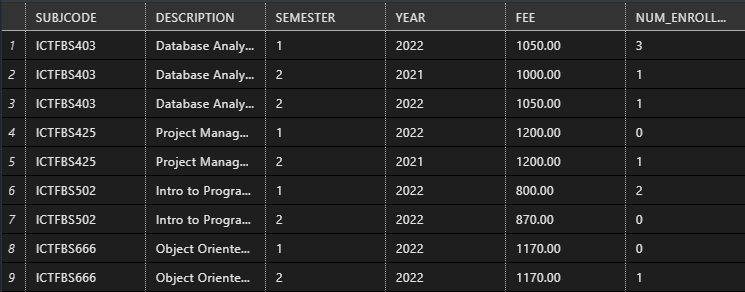 SUBJCODE DESCRIPTION SEMESTER YEAR FEE NUM_ENROLL...
1 ICTFBS403 Database Analy... 1 2022 1050.00 3
2 ICTFBS403 Database Analy... 2 2021 1000.00 1
3 ICTFBS403 Database Analy... 2 2022 1050.00 1
4 ICTFBS425 Project Manag... 1 2022 1200.00 0
5 ICTFBS425 Project Manag... 2 2021 1200.00 1
6 ICTFBS502 Intro to Progra... 1 2022 800.00 2
7 ICTFBS502 Intro to Progra... 2 2022 870.00 0
8 ICTFBS666 Object Oriente... 1 2022 1170.00 0
9 ICTFBS666 Object Oriente... 2 2022 1170.00 1